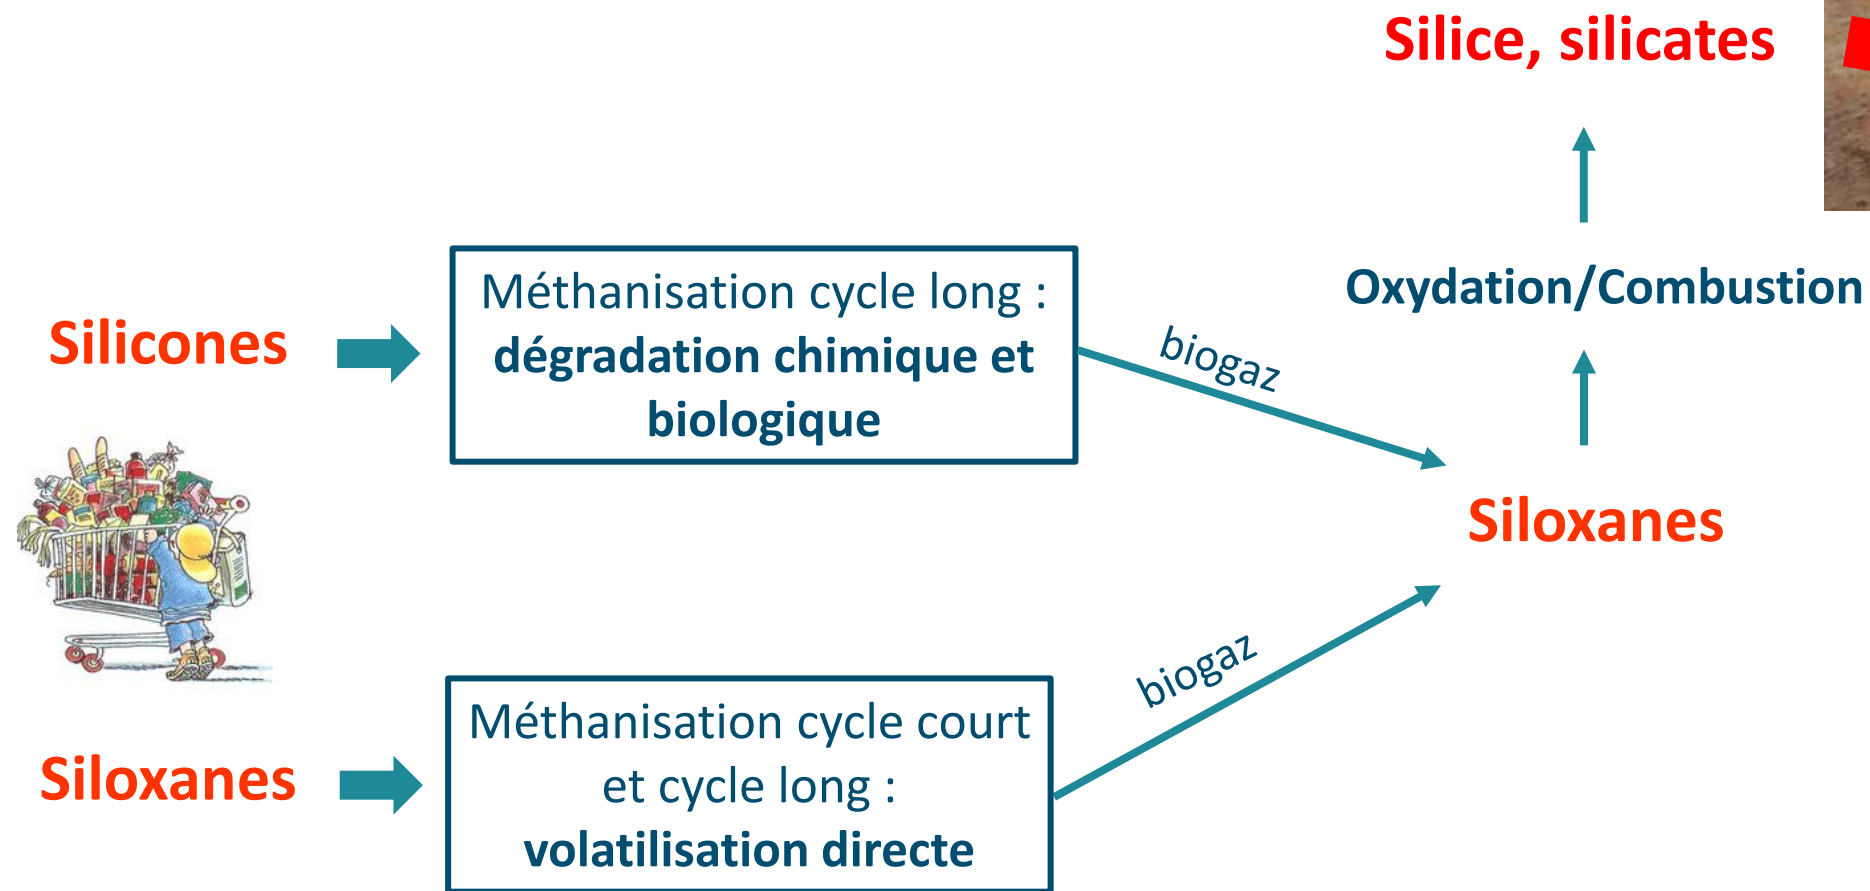 Silice, silicates
Oxydation/Combustion
Silicones
Méthanisation cycle long :
dégradation chimique et
biologique
biogaz
Siloxanes
Siloxanes
Méthanisation cycle court
et cycle long :
volatilisation directe
biogaz